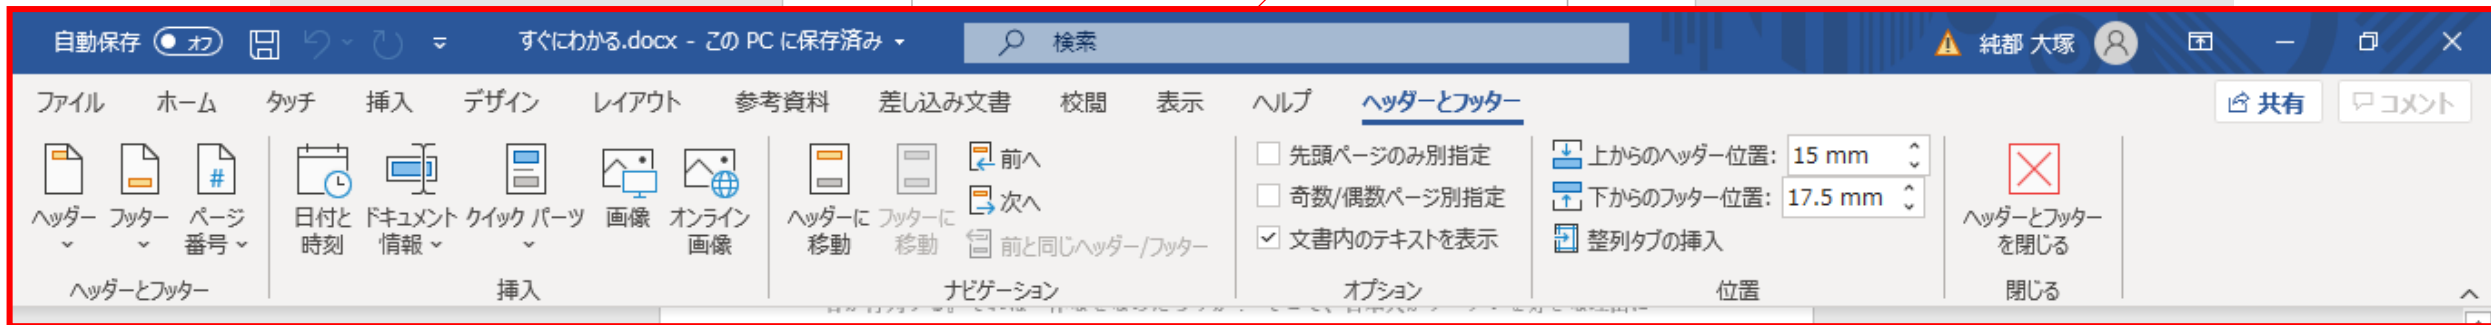 自動保存 オフ すぐにわかる.docx - この PC に保存済み 検索 純都 大塚
ファイル ホーム タッチ 挿入 デザイン レイアウト 参考資料 差し込み文書 校閲 表示 ヘルプ ヘッダーとフッター 共有 コメント
ヘッダー
フッター
ページ
番号
ヘッダーとフッター
日付と
時刻
ドキュメント
情報
クイック パーツ
画像
オンライン
画像
挿入
ヘッダーに
移動
フッターに
移動
前へ
次へ
前と同じヘッダー/フッター
ナビゲーション
先頭ページのみ別指定
奇数/偶数ページ別指定
文書内のテキストを表示
オプション
上からのヘッダー位置: 15 mm
下からのフッター位置: 17.5 mm
整列タブの挿入
位置
ヘッダーとフッター
を閉じる
閉じる